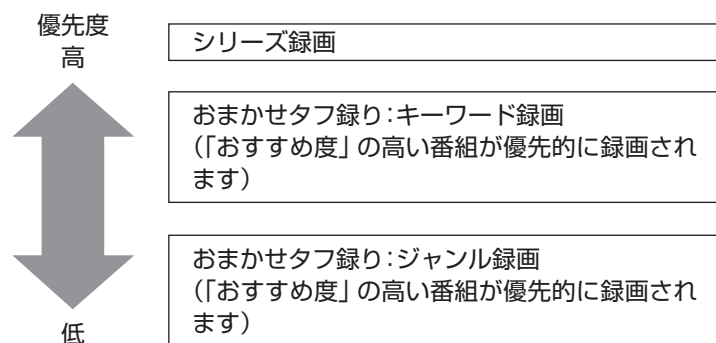 優先度
高
シリーズ録画
おまかせタフ録り：キーワード録画
（「おすすめ度」の高い番組が優先的に録画され
ます）
おまかせタフ録り：ジャンル録画
（「おすすめ度」の高い番組が優先的に録画され
ます）
低